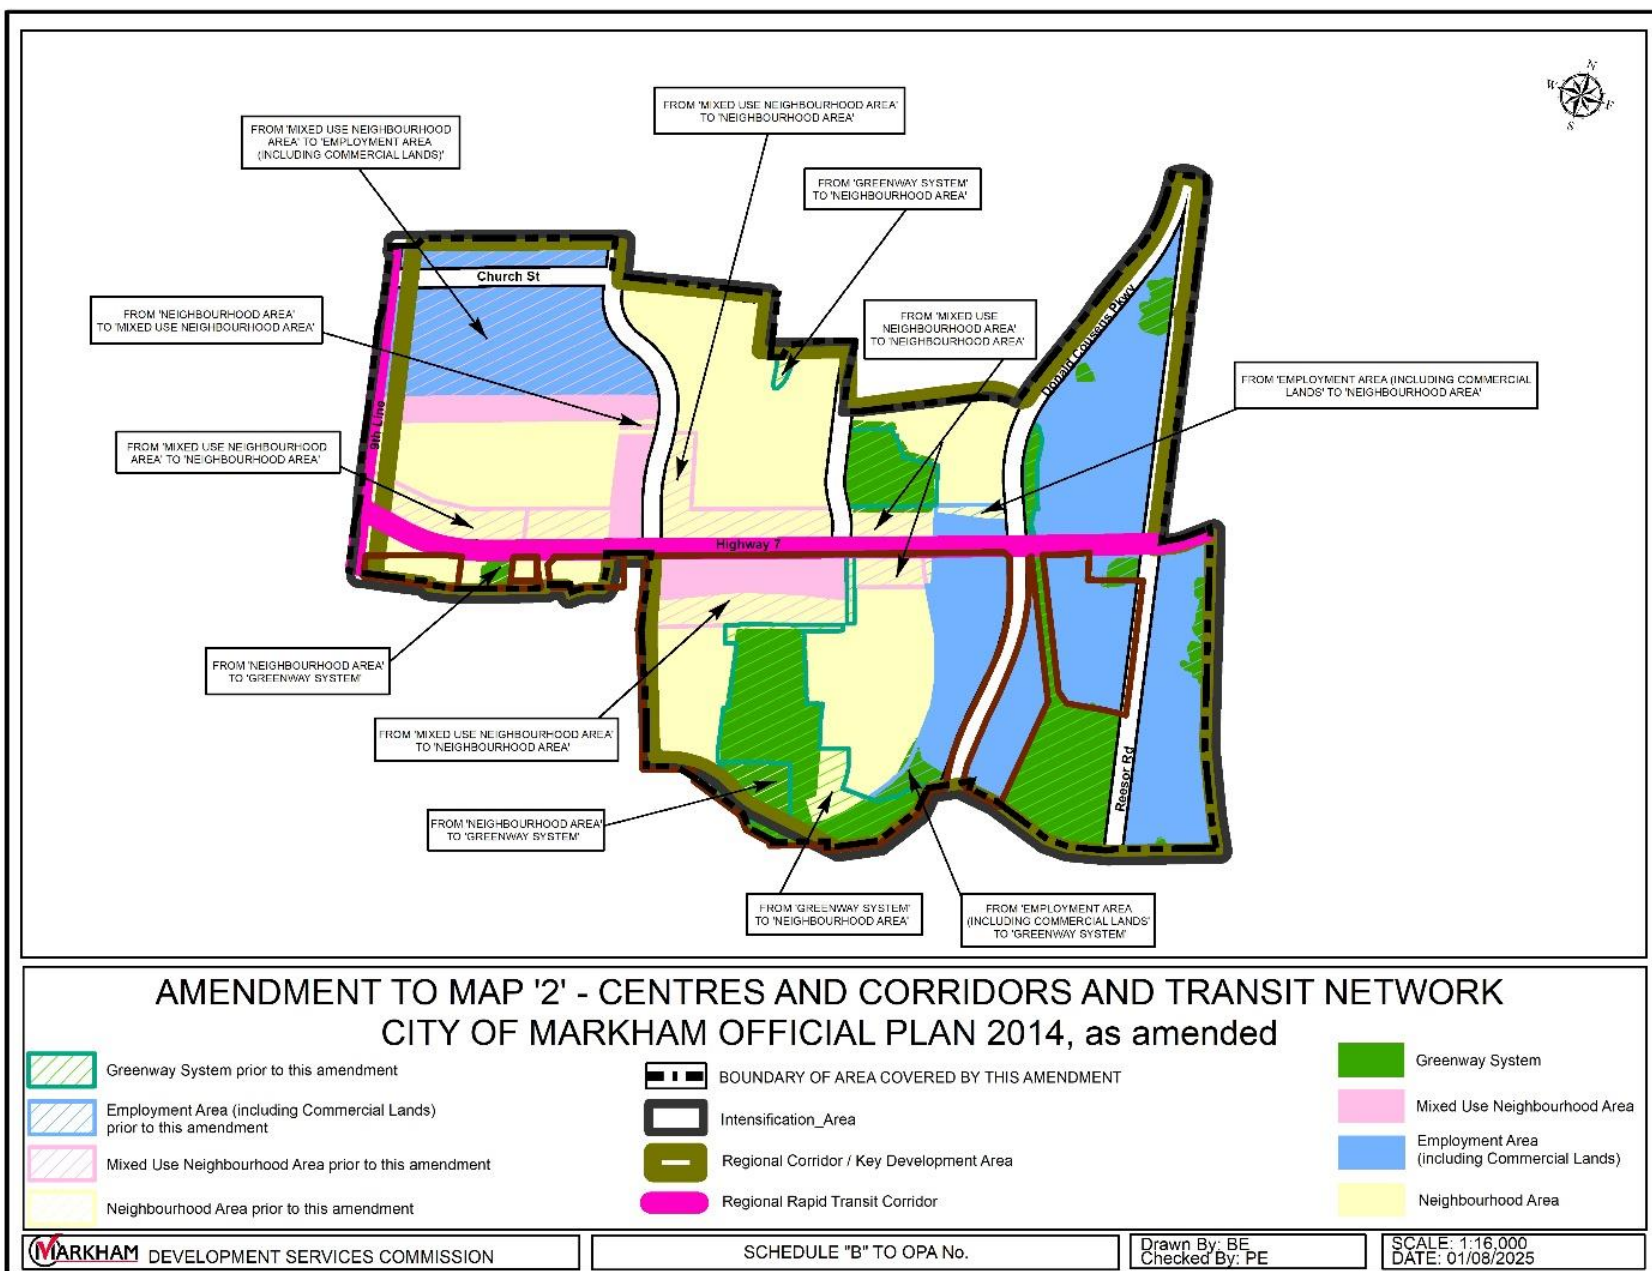 N
W
E
S
FROM 'MIXED USE NEIGHBOURHOOD AREA'
TO 'NEIGHBOURHOOD AREA'
FROM 'MIXED USE NEIGHBOURHOOD
AREA' TO 'EMPLOYMENT AREA
(INCLUDING COMMERCIAL LANDS)'
FROM 'GREENWAY SYSTEM'
TO 'NEIGHBOURHOOD AREA'
Church St
FROM 'NEIGHBOURHOOD AREA'
TO 'MIXED USE NEIGHBOURHOOD AREA'
FROM 'MIXED USE
NEIGHBOURHOOD AREA'
TO 'NEIGHBOURHOOD AREA'
Donald Cousens Pkwy
FROM 'EMPLOYMENT AREA (INCLUDING COMMERCIAL
LANDS' TO 'NEIGHBOURHOOD AREA'
9th Line
FROM 'MIXED USE NEIGHBOURHOOD
AREA' TO 'NEIGHBOURHOOD AREA'
Highway 7
FROM 'NEIGHBOURHOOD AREA'
TO 'GREENWAY SYSTEM'
FROM 'MIXED USE NEIGHBOURHOOD AREA'
TO 'NEIGHBOURHOOD AREA'
Reesor Rd
FROM 'NEIGHBOURHOOD AREA'
TO 'GREENWAY SYSTEM'
FROM 'GREENWAY SYSTEM'
TO 'NEIGHBOURHOOD AREA'
FROM 'EMPLOYMENT AREA
(INCLUDING COMMERCIAL LANDS'
TO 'GREENWAY SYSTEM'
AMENDMENT TO MAP '2' - CENTRES AND CORRIDORS AND TRANSIT NETWORK
CITY OF MARKHAM OFFICIAL PLAN 2014, as amended
Greenway System prior to this amendment
Employment Area (including Commercial Lands)
prior to this amendment
Mixed Use Neighbourhood Area prior to this amendment
Neighbourhood Area prior to this amendment
BOUNDARY OF AREA COVERED BY THIS AMENDMENT
Intensification_Area
Regional Corridor / Key Development Area
Regional Rapid Transit Corridor
Greenway System
Mixed Use Neighbourhood Area
Employment Area
(including Commercial Lands)
Neighbourhood Area
MARKHAM DEVELOPMENT SERVICES COMMISSION
SCHEDULE "B" TO OPA No.
Drawn By: BE
Checked By: PE
SCALE: 1:16,000
DATE: 01/08/2025